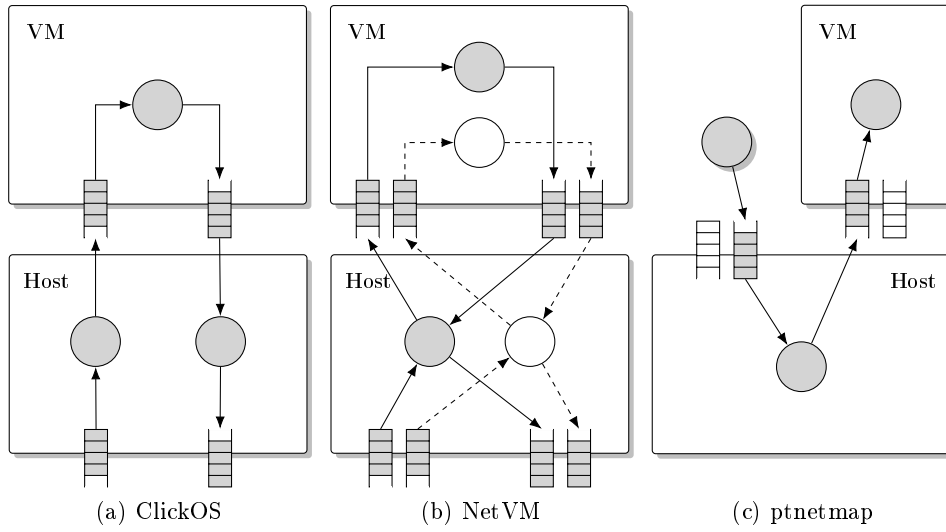 VM
VM
VM
Host
Host
Host
(a) ClickOS
(b) NetVM
(c) ptnetmap